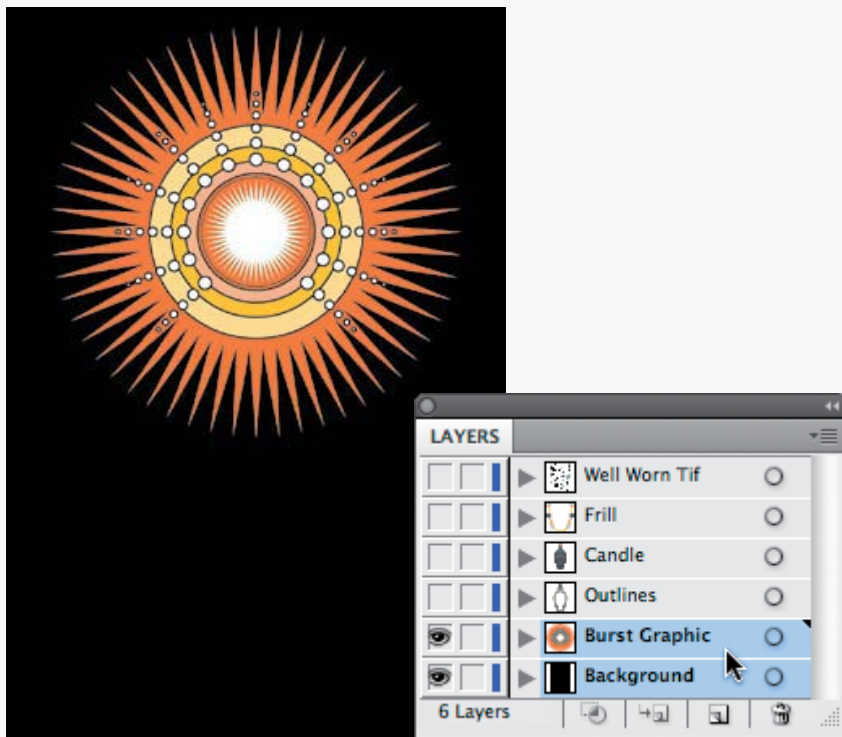 LAYERS
Well Worn Tif
Frill
Candle
Outlines
Burst Graphic
Background
6 Layers